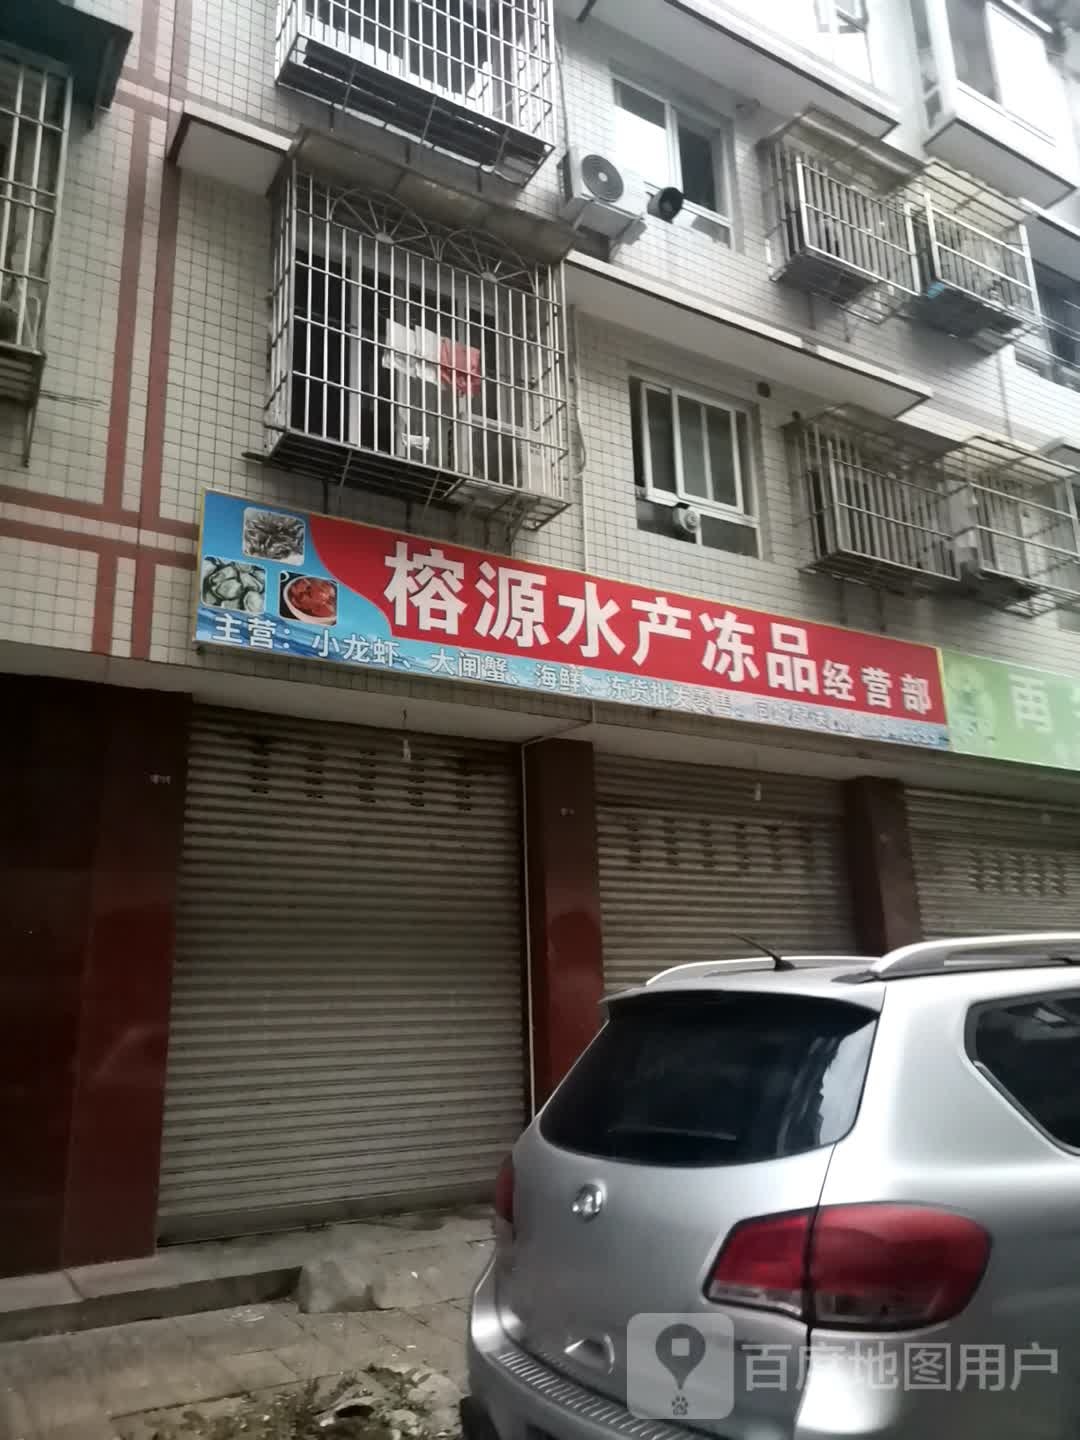 榕源水产冻品经营部
主营：小龙虾、大闸蟹、海鲜、冻货批发零售
再
百度地图用户